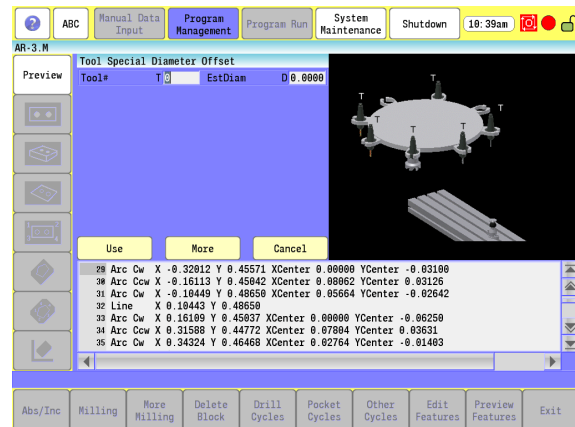 ?
ABC
Manual Data Input
Program Management
Program Run
System Maintenance
Shutdown
10:39am
AR-3.M
Preview
Tool Special Diameter Offset
Tool# T 0 EstDiam D 0.0000
T
T
T
T
T
T
Use More Cancel
29 Arc Cw X -0.32012 Y 0.45571 XCenter 0.00000 YCenter -0.03100
30 Arc Cw X -0.16113 Y 0.45042 XCenter 0.08062 YCenter 0.03126
31 Arc Cw X -0.10449 Y 0.48650 XCenter 0.05664 YCenter -0.02642
32 Line X 0.10443 Y 0.48650
33 Arc Cw X 0.16109 Y 0.45037 XCenter 0.00000 YCenter -0.06250
34 Arc Ccw X 0.31588 Y 0.44772 XCenter 0.07804 YCenter 0.03631
35 Arc Cw X 0.34324 Y 0.46468 XCenter 0.02764 YCenter -0.01403
Abs/Inc
Milling
More Milling
Delete Block
Drill Cycles
Pocket Cycles
Other Cycles
Edit Features
Preview Features
Exit